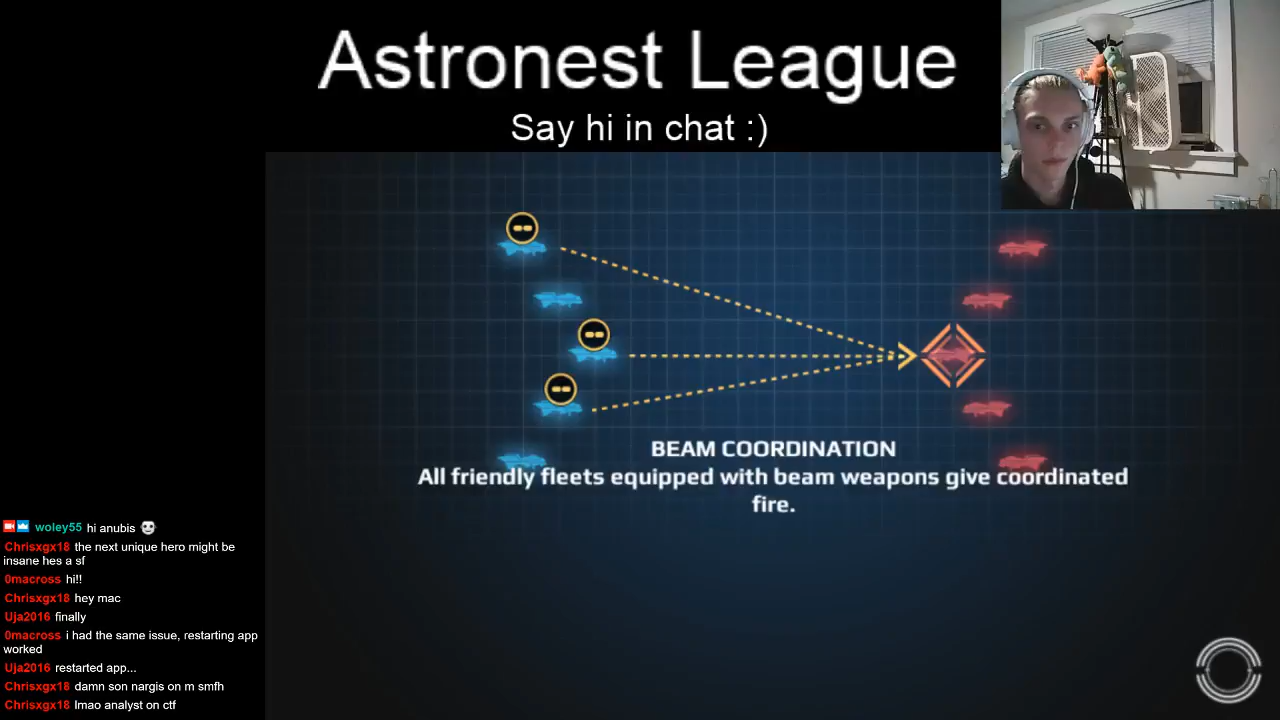 Astronest League
Say hi in chat :)
BEAM COORDINATION
All friendly fleets equipped with beam weapons give coordinated
fire.
woley55 hi anubis
Chrisxgx18 the next unique hero might be
insane hes a sf
0macross hi!!
Chrisxgx18 hey mac
Uja2016 finally
0macross i had the same issue, restarting app
worked
Uja2016 restarted app...
Chrisxgx18 damn son nargis on m smfh
Chrisxgx18 lmao analyst on ctf